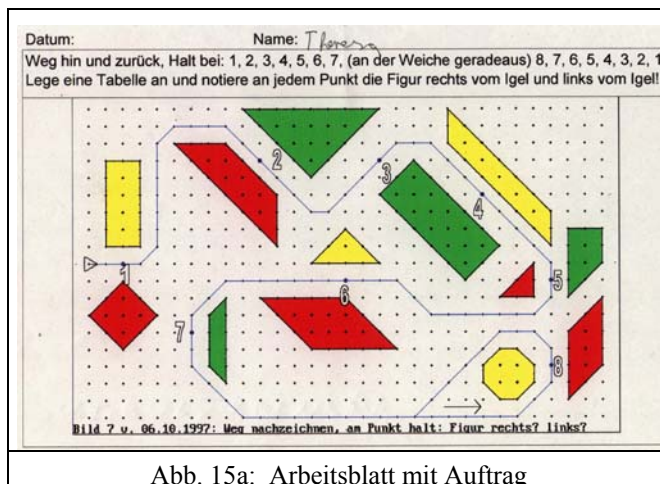 Datum: Name: Theresa
Weg hin und zurück, Halt bei: 1, 2, 3, 4, 5, 6, 7, (an der Weiche geradeaus) 8, 7, 6, 5, 4, 3, 2, 1
Lege eine Tabelle an und notiere an jedem Punkt die Figur rechts vom Igel und links vom Igel!
2
3
4
1
5
6
7
8
Bild 7 v. 06.10.1997: Weg nachzeichnen, am Punkt halt: Figur rechts? links?
Abb. 15a: Arbeitsblatt mit Auftrag